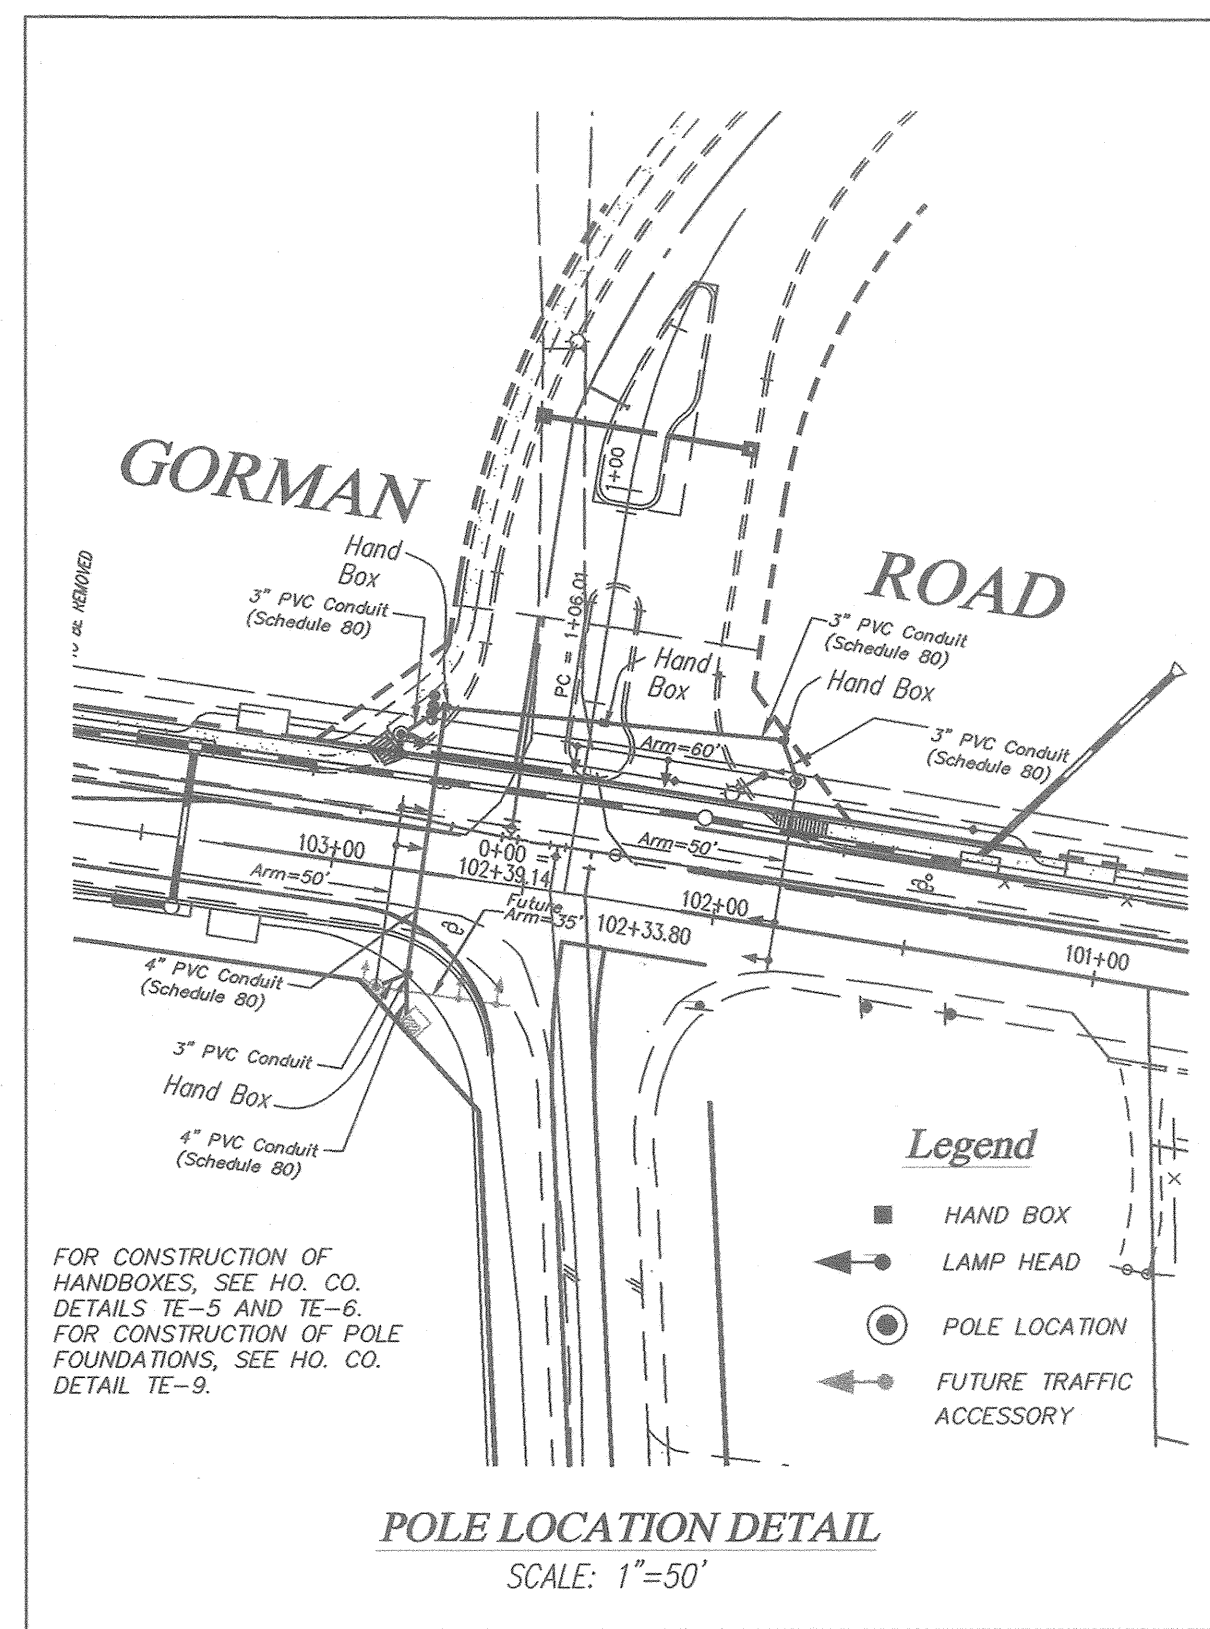 GORMAN
ROAD
Hand
Box
3" PVC Conduit
(Schedule 80)
TO BE REMOVED
1+00
PC = 1+06.01
Hand
Box
3" PVC Conduit
(Schedule 80)
Hand Box
3" PVC Conduit
(Schedule 80)
Arm=60'
103+00
Arm=50'
0+00 =
102+39.14
Future
Arm=35'
Arm=50'
102+00
102+33.80
101+00
4" PVC Conduit
(Schedule 80)
3" PVC Conduit
Hand Box
4" PVC Conduit
(Schedule 80)
FOR CONSTRUCTION OF
HANDBOXES, SEE HO. CO.
DETAILS TE-5 AND TE-6.
FOR CONSTRUCTION OF POLE
FOUNDATIONS, SEE HO. CO.
DETAIL TE-9.
Legend
HAND BOX
LAMP HEAD
POLE LOCATION
FUTURE TRAFFIC
ACCESSORY
POLE LOCATION DETAIL
SCALE: 1"=50'